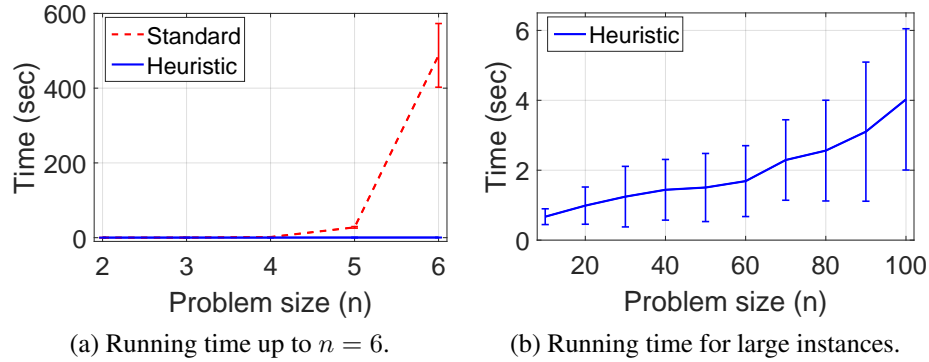 600
400
200
0
Time (sec)
Standard
Heuristic
2 3 4 5 6
Problem size (n)
(a) Running time up to n = 6.
6
4
2
0
Time (sec)
Heuristic
20 40 60 80 100
Problem size (n)
(b) Running time for large instances.